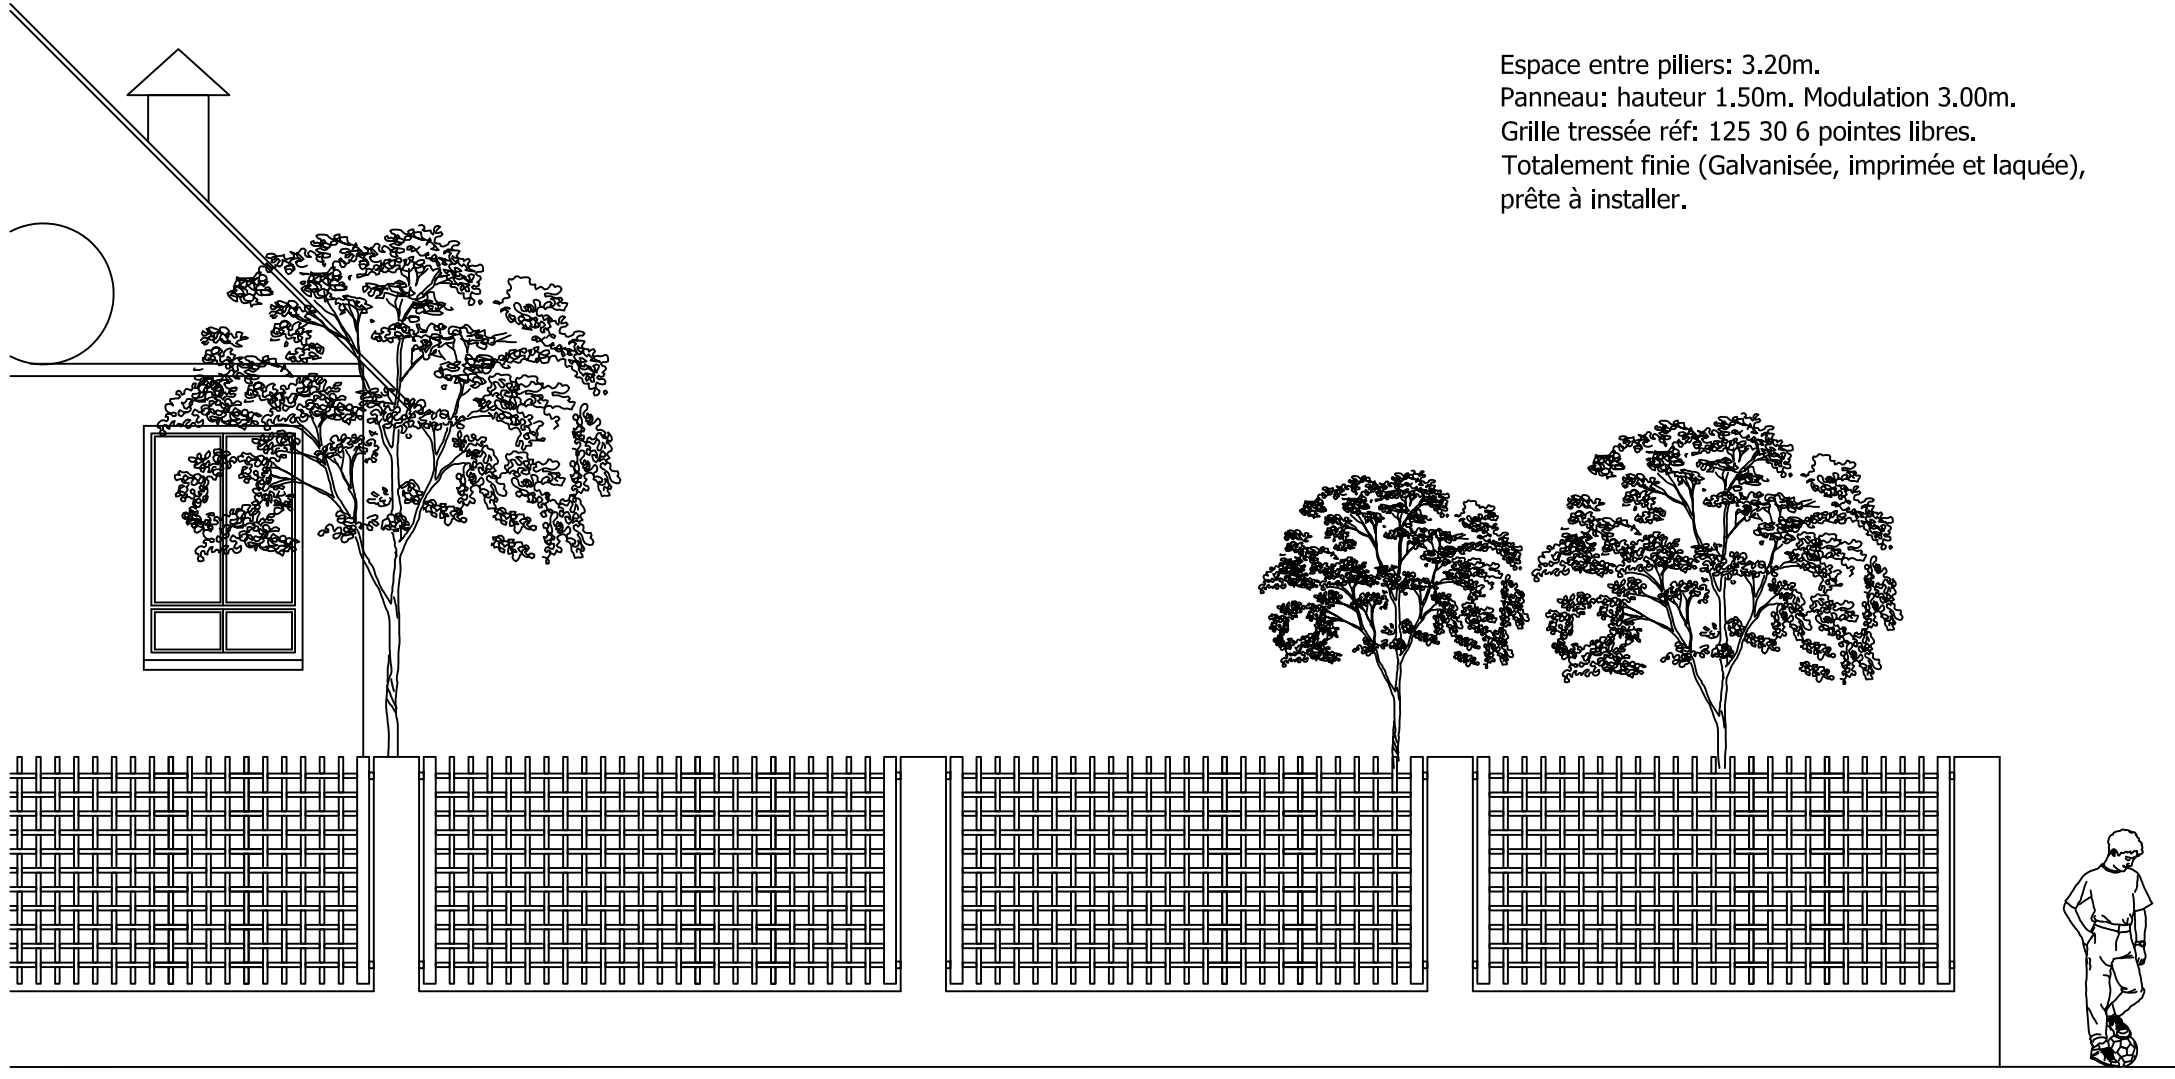 Espace entre piliers: 3.20m.
Panneau: hauteur 1.50m. Modulation 3.00m.
Grille tressée réf: 125 30 6 pointes libres.
Totalement finie (Galvanisée, imprimée et laquée),
prête à installer.